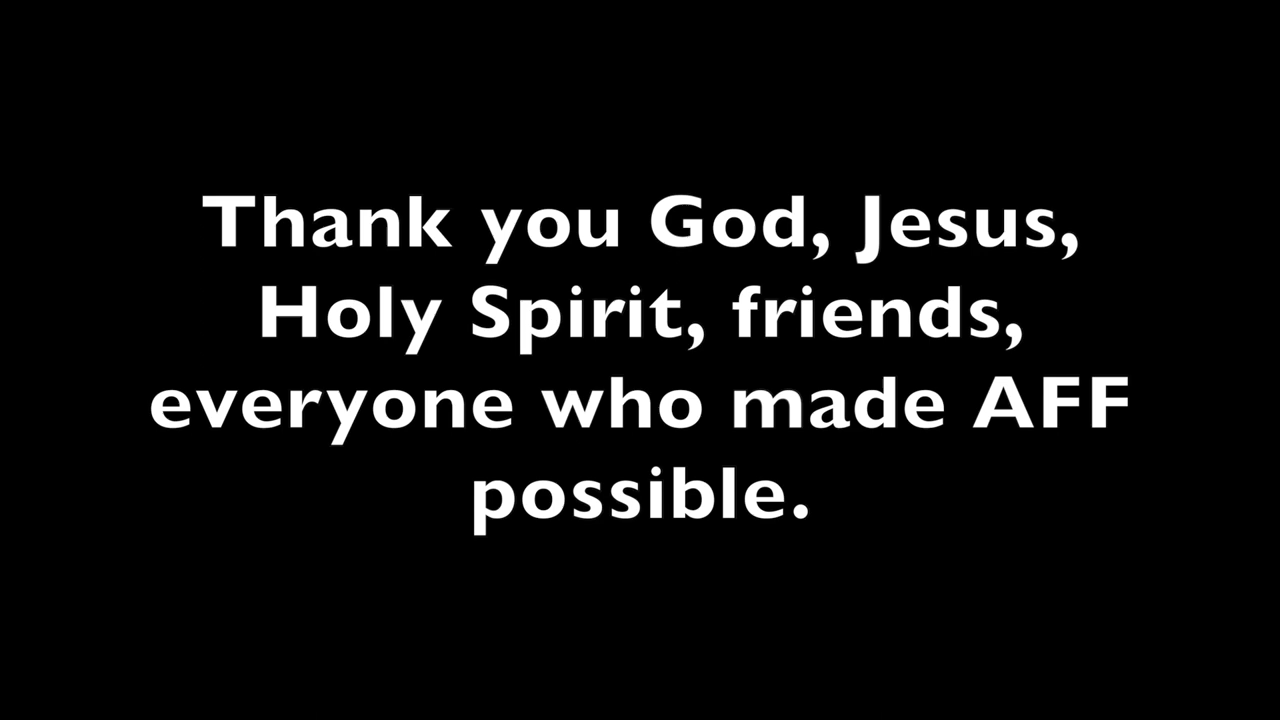 Thank you God, Jesus,
Holy Spirit, friends,
everyone who made AFF
possible.